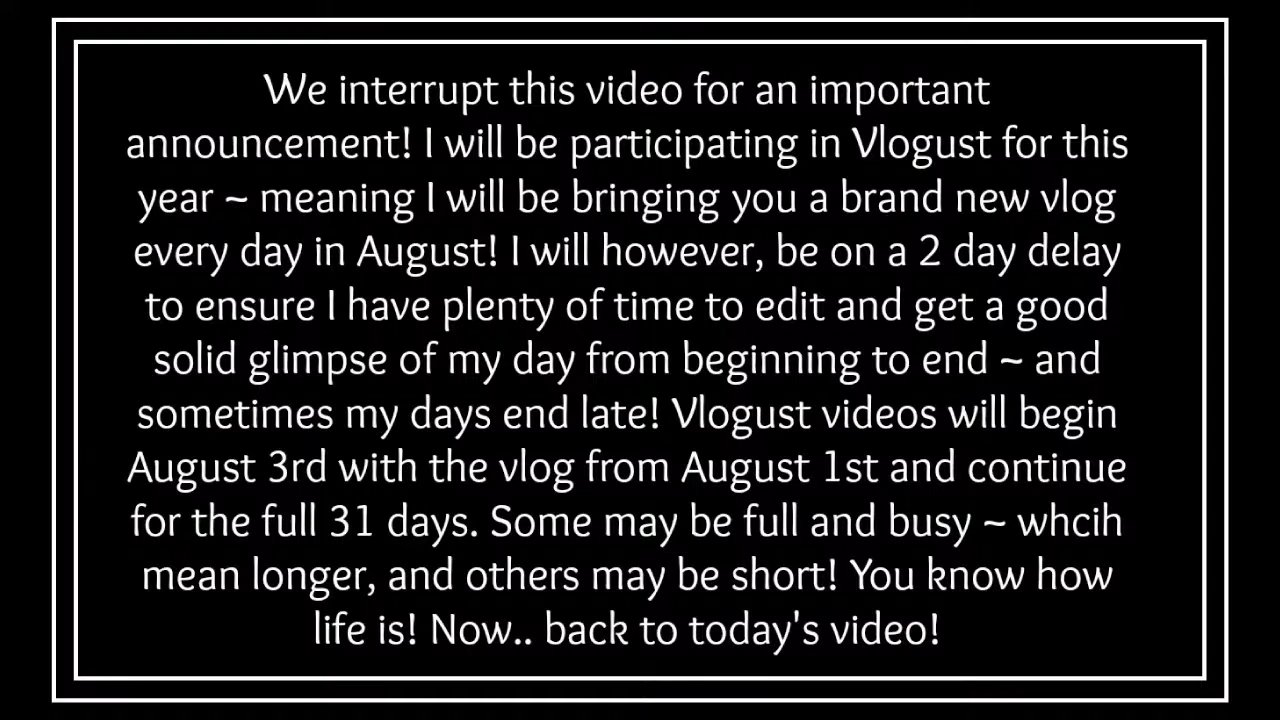 We interrupt this video for an important
announcement! I will be participating in Vlogust for this
year ~ meaning I will be bringing you a brand new vlog
every day in August! I will however, be on a 2 day delay
to ensure I have plenty of time to edit and get a good
solid glimpse of my day from beginning to end ~ and
sometimes my days end late! Vlogust videos will begin
August 3rd with the vlog from August 1st and continue
for the full 31 days. Some may be full and busy ~ whcih
mean longer, and others may be short! You know how
life is! Now.. back to today's video!